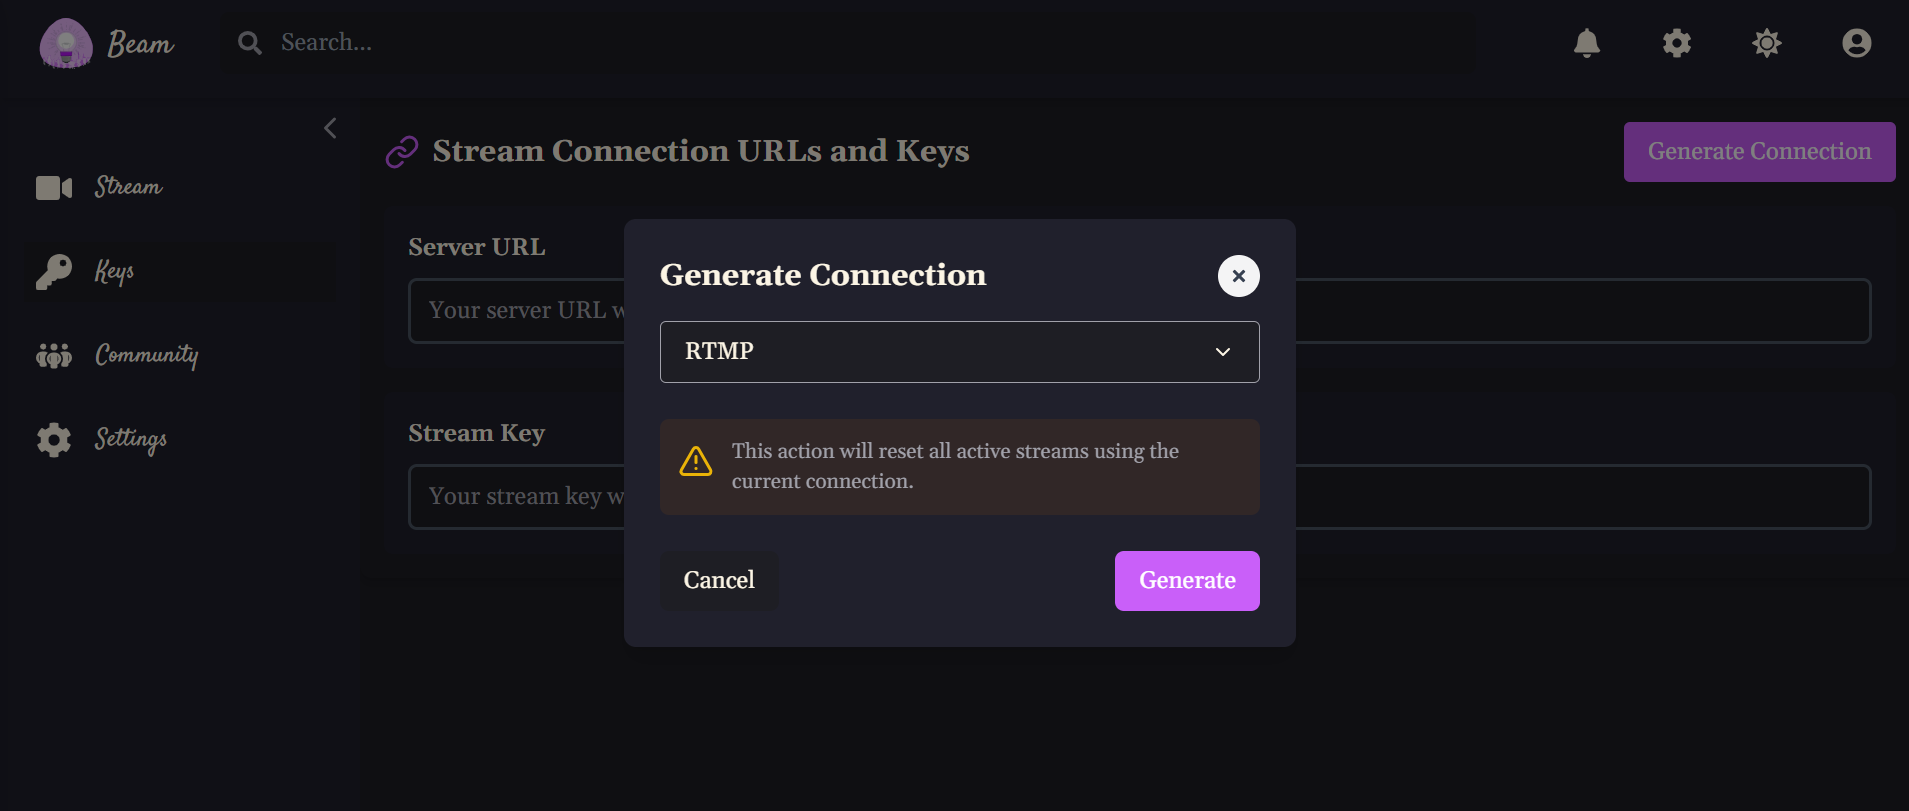 Beam
Search...
Stream Connection URLs and Keys
Generate Connection
Stream
Keys
Community
Settings
Server URL
Your server URL
Stream Key
Your stream key
Generate Connection
RTMP
This action will reset all active streams using the
current connection.
Cancel
Generate